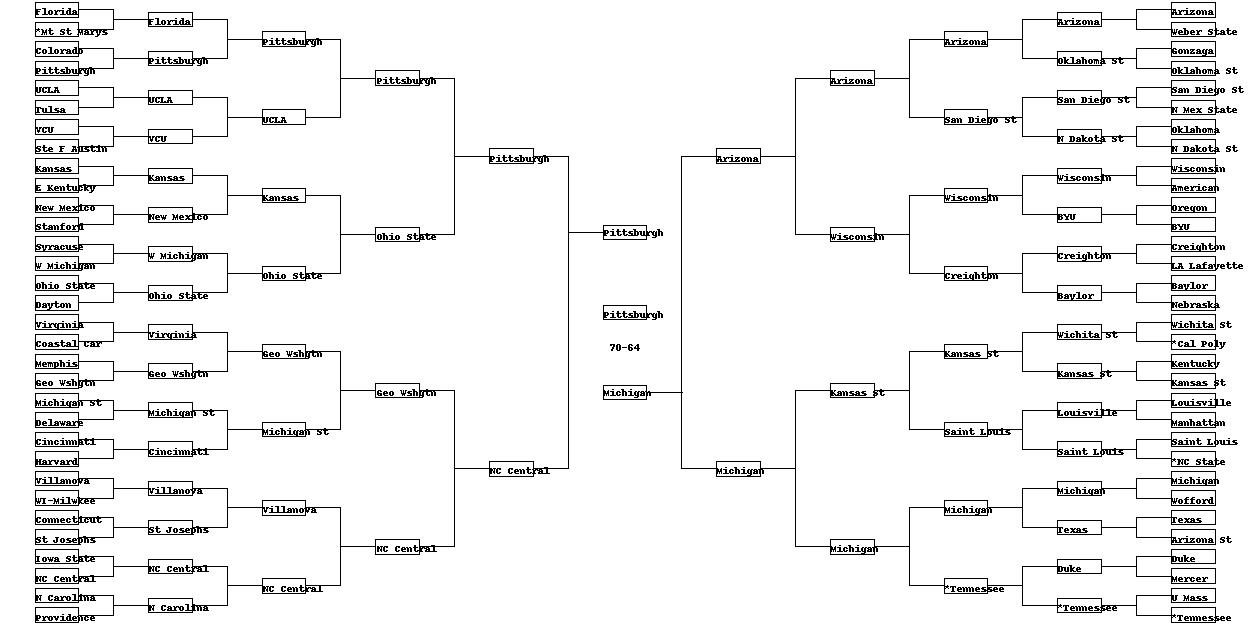 Florida
*Mt St Marys
Colorado
Pittsburgh
UCLA
Tulsa
VCU
Ste F Austin
Kansas
E Kentucky
New Mexico
Stanford
Syracuse
W Michigan
Ohio State
Dayton
Virginia
Coastal Car
Memphis
Geo Wshgtn
Michigan St
Delaware
Cincinnati
Harvard
Villanova
WI-Milwkee
Connecticut
St Josephs
Iowa State
NC Central
N Carolina
Providence
Florida
Pittsburgh
UCLA
VCU
Kansas
New Mexico
W Michigan
Ohio State
Virginia
Geo Wshgtn
Michigan St
Cincinnati
Villanova
St Josephs
NC Central
N Carolina
Pittsburgh
UCLA
Kansas
Ohio State
Geo Wshgtn
Michigan St
Villanova
NC Central
Pittsburgh
Ohio State
Geo Wshgtn
NC Central
Pittsburgh
NC Central
Pittsburgh
Pittsburgh
70-64
Michigan
Arizona
Michigan
Arizona
Wisconsin
Kansas St
Michigan
Arizona
San Diego St
Wisconsin
Creighton
Kansas St
Saint Louis
Michigan
*Tennessee
Arizona
Oklahoma St
San Diego St
N Dakota St
Wisconsin
BYU
Creighton
Baylor
Wichita St
Kansas St
Louisville
Saint Louis
Michigan
Texas
Duke
*Tennessee
Arizona
Weber State
Gonzaga
Oklahoma St
San Diego St
N Mex State
Oklahoma
N Dakota St
Wisconsin
American
Oregon
BYU
Creighton
LA Lafayette
Baylor
Nebraska
Wichita St
*Cal Poly
Kentucky
Kansas St
Louisville
Manhattan
Saint Louis
*NC State
Michigan
Wofford
Texas
Arizona St
Duke
Mercer
U Mass
*Tennessee